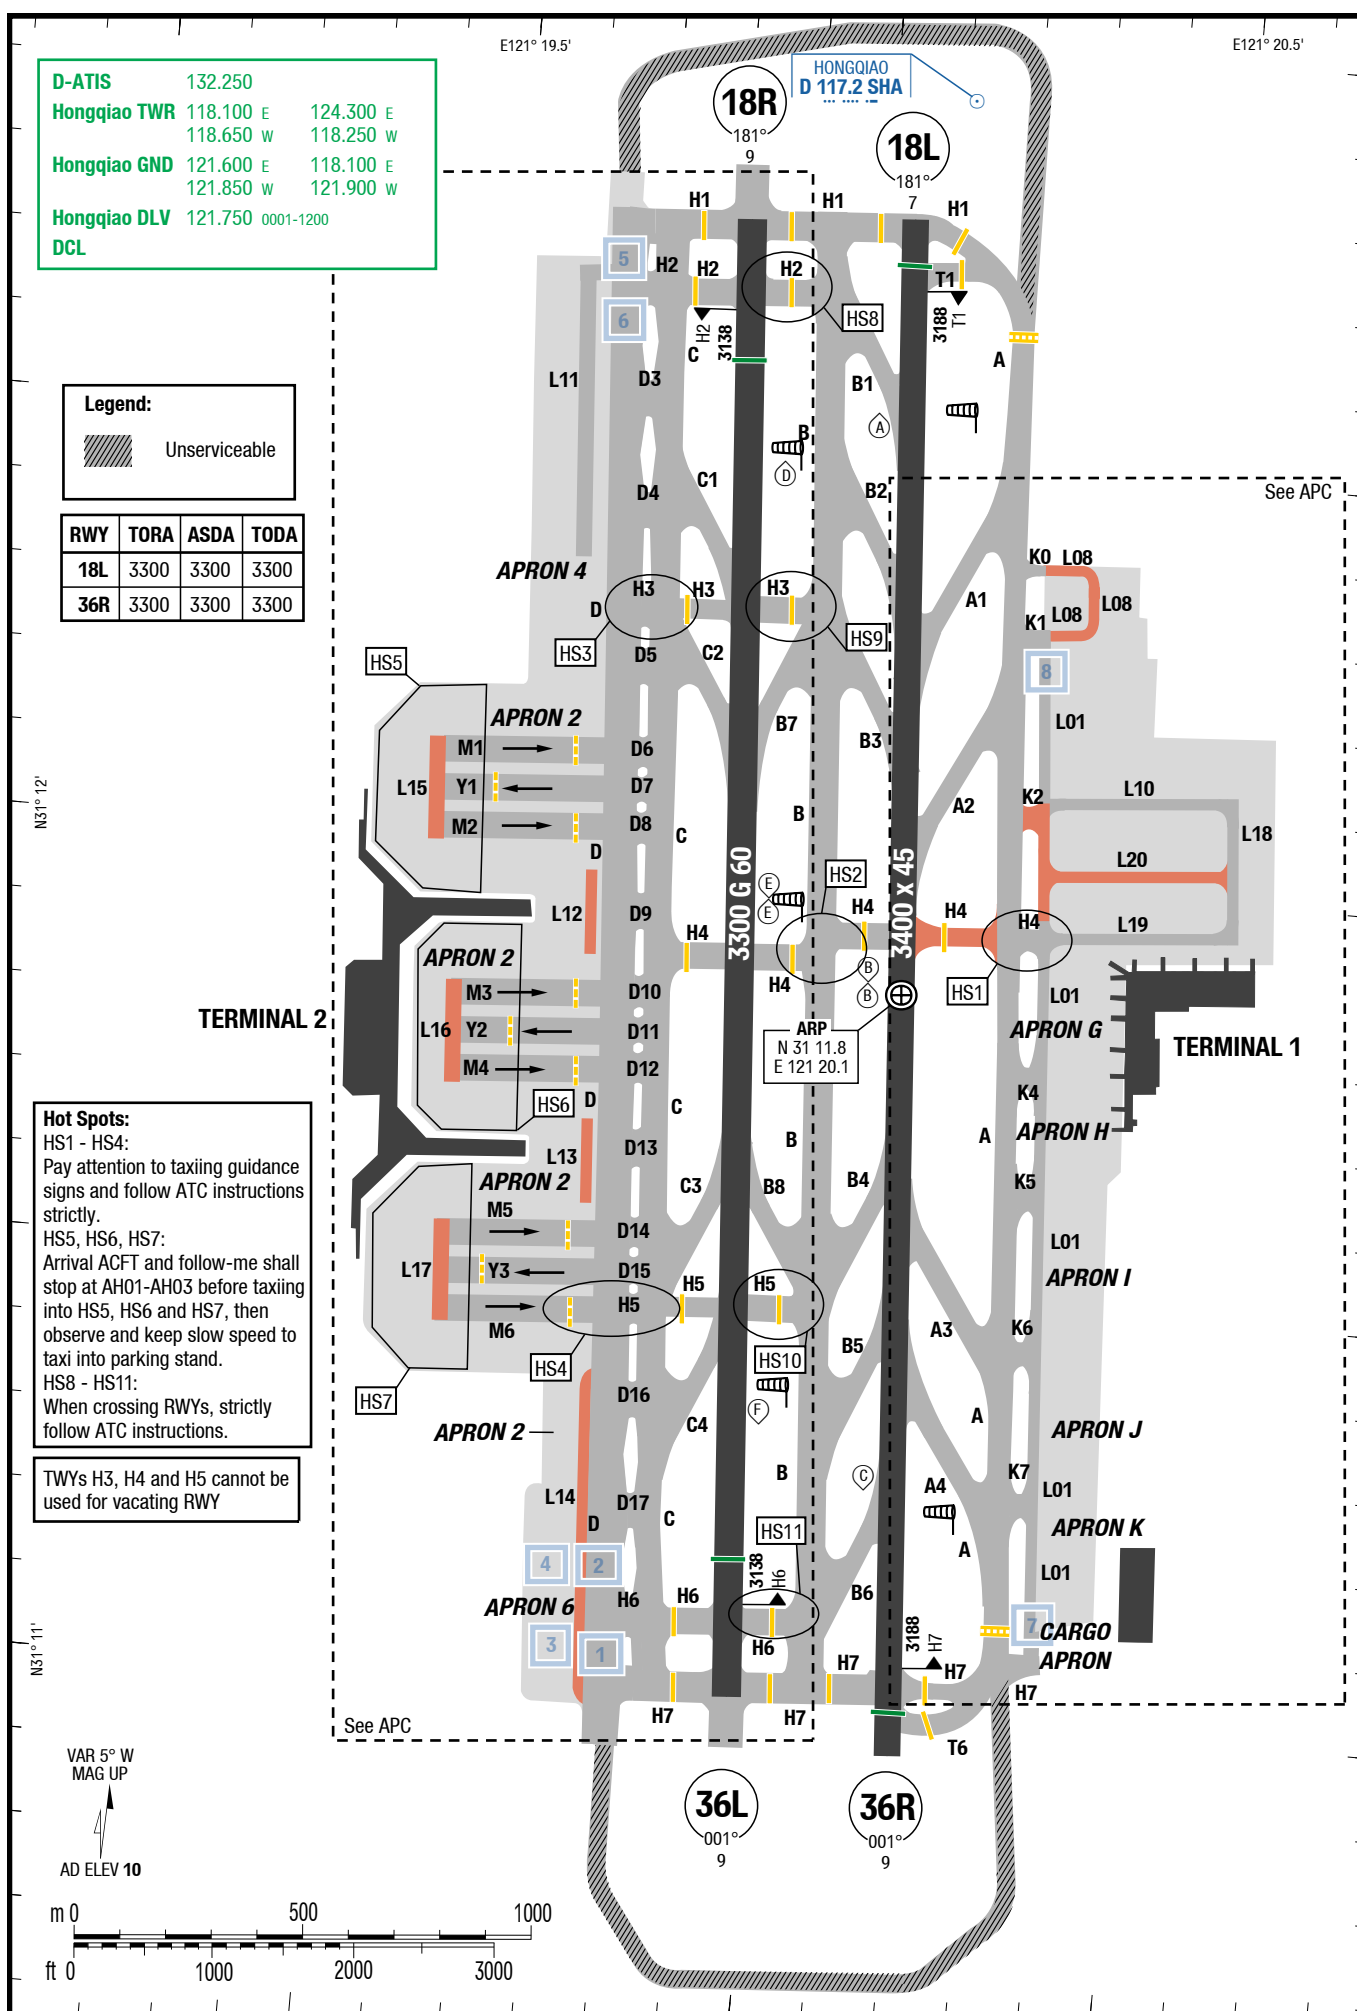 E121° 19.5'
E121° 20.5'
D-ATIS 132.250
Hongqiao TWR 118.100 E 124.300 E
118.650 W 118.250 W
Hongqiao GND 121.600 E 118.100 E
121.850 W 121.900 W
Hongqiao DLV 121.750 0001-1200
DCL
HONGQIAO
D 117.2 SHA
18R
181°
9
18L
181°
7
H1
H1
H1
5
H2
H2
H2
T1
6
HS8
H2
3138
3188
T1
C
A
L11
D3
B1
A
B
D
C1
D4
B2
See APC
Legend:
Unserviceable
RWY TORA ASDA TODA
18L 3300 3300 3300
36R 3300 3300 3300
APRON 4
K0 L08
L08
L08
K1
H3
H3
H3
A1
D
HS3
D5
C2
HS9
8
HS5
APRON 2
L01
B7
B3
M1
D6
L15
Y1
D7
M2
D8
D
C
B
A2
K2
L10
L18
L20
L19
N31° 12'
3300 G 60
3400 x 45
E
E
HS2
L12
D9
H4
H4
H4
H4
H4
HS1
B
B
APRON 2
M3
D10
L16
Y2
D11
M4
D12
TERMINAL 2
ARP
N 31 11.8
E 121 20.1
L01
APRON G
TERMINAL 1
K4
APRON H
HS6
D
C
B
A
K5
L13
D13
APRON 2
C3
B8
B4
Hot Spots:
HS1 - HS4:
Pay attention to taxiing guidance
signs and follow ATC instructions
strictly.
HS5, HS6, HS7:
Arrival ACFT and follow-me shall
stop at AH01-AH03 before taxiing
into HS5, HS6 and HS7, then
observe and keep slow speed to
taxi into parking stand.
HS8 - HS11:
When crossing RWYs, strictly
follow ATC instructions.
TWYs H3, H4 and H5 cannot be
used for vacating RWY
M5
D14
L17
Y3
D15
M6
H5
H5
H5
L01
APRON I
HS4
HS10
HS7
B5
A3
K6
D16
F
APRON 2
C4
A
APRON J
L14
D17
D
C
B
C
A4
K7
L01
APRON K
HS11
A
4
2
3138
H6
L01
H6
H6
H6
B6
APRON 6
3
1
3188
H7
7
CARGO
APRON
H7
H7
H7
H7
H7
T6
N31° 11'
See APC
36L
001°
9
36R
001°
9
VAR 5° W
MAG UP
AD ELEV 10
m 0 500 1000
ft 0 1000 2000 3000